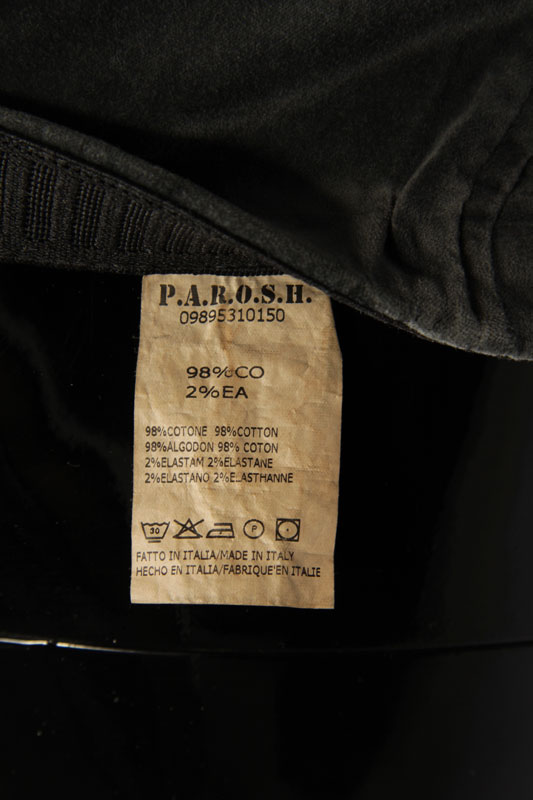 P.A.R.O.S.H.
09895310150
98%CO
2%EA
98%COTONE 98%COTTON
98%ALGODON 98% COTON
2%ELASTAM 2%ELASTANE
2%ELASTANO 2%ELASTHANNE
30 P
FATTO IN ITALIA/MADE IN ITALY
HECHO EN ITALIA/FABRIQUE'EN ITALIE